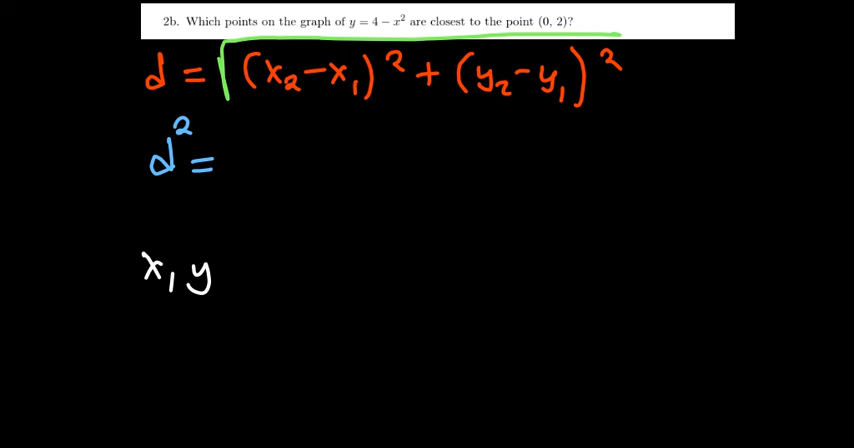 2b. Which points on the graph of y = 4 − x² are closest to the point (0, 2)?
d = √(x₂−x₁)² + (y₂−y₁)²
d² =
x, y